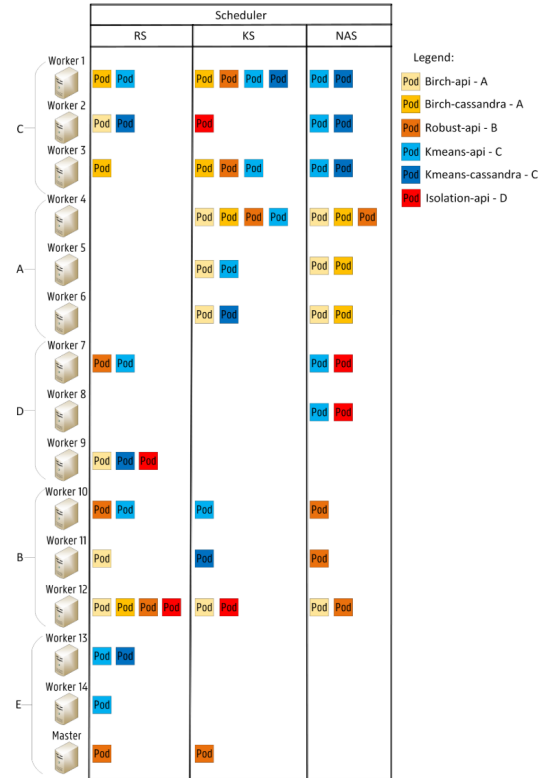 Scheduler
RS KS NAS
Legend:
Birch-api - A
Birch-cassandra - A
Robust-api - B
Kmeans-api - C
Kmeans-cassandra - C
Isolation-api - D
Pod
Pod
Pod
Pod
Pod
Pod
C
Worker 1
Pod Pod Pod Pod Pod Pod Pod Pod
Worker 2
Pod Pod Pod Pod Pod
Worker 3
Pod Pod Pod Pod Pod Pod
A
Worker 4
Pod Pod Pod Pod Pod Pod Pod
Worker 5
Pod Pod Pod Pod
Worker 6
Pod Pod Pod Pod
D
Worker 7
Pod Pod Pod Pod
Worker 8
Pod Pod
Worker 9
Pod Pod Pod
B
Worker 10
Pod Pod Pod Pod
Worker 11
Pod Pod Pod
Worker 12
Pod Pod Pod Pod Pod Pod Pod Pod
E
Worker 13
Pod Pod
Worker 14
Pod
Master
Pod Pod